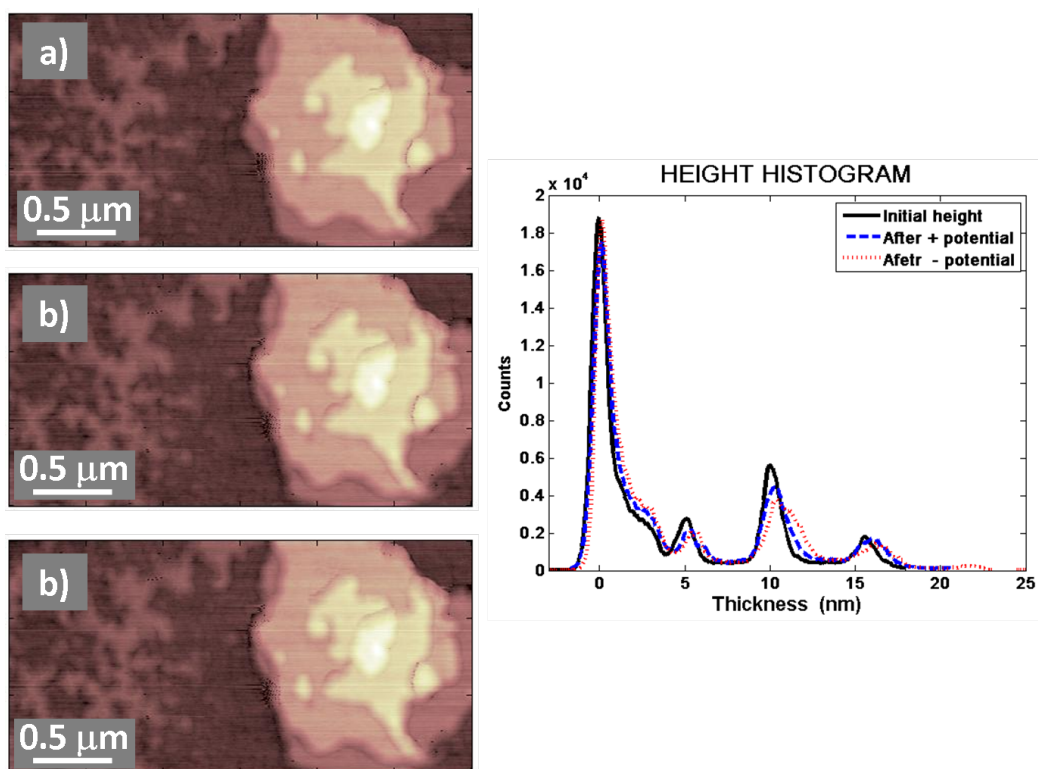 a)
0.5 µm
b)
0.5 µm
b)
0.5 µm
HEIGHT HISTOGRAM
x 10⁴
2
1.8
1.6
1.4
1.2
1
0.8
0.6
0.4
0.2
0
Counts
Initial height
After + potential
Afetr - potential
0 5 10 15 20 25
Thickness (nm)